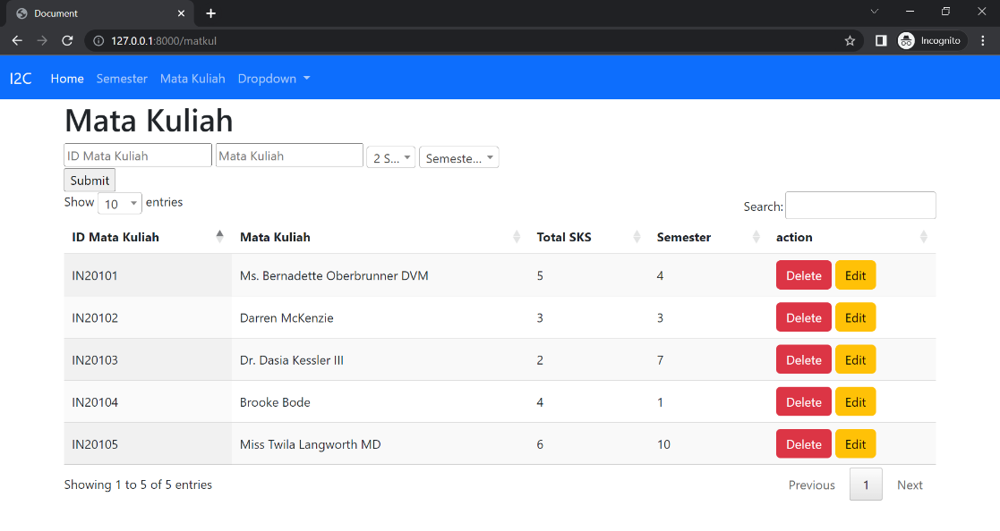 Document
127.0.0.1:8000/matkul Incognito
I2C Home Semester Mata Kuliah Dropdown
Mata Kuliah
ID Mata Kuliah Mata Kuliah 2 S... Semeste...
Submit
Show 10 entries Search:
ID Mata Kuliah Mata Kuliah Total SKS Semester action
IN20101 Ms. Bernadette Oberbrunner DVM 5 4 Delete Edit
IN20102 Darren McKenzie 3 3 Delete Edit
IN20103 Dr. Dasia Kessler III 2 7 Delete Edit
IN20104 Brooke Bode 4 1 Delete Edit
IN20105 Miss Twila Langworth MD 6 10 Delete Edit
Showing 1 to 5 of 5 entries Previous 1 Next